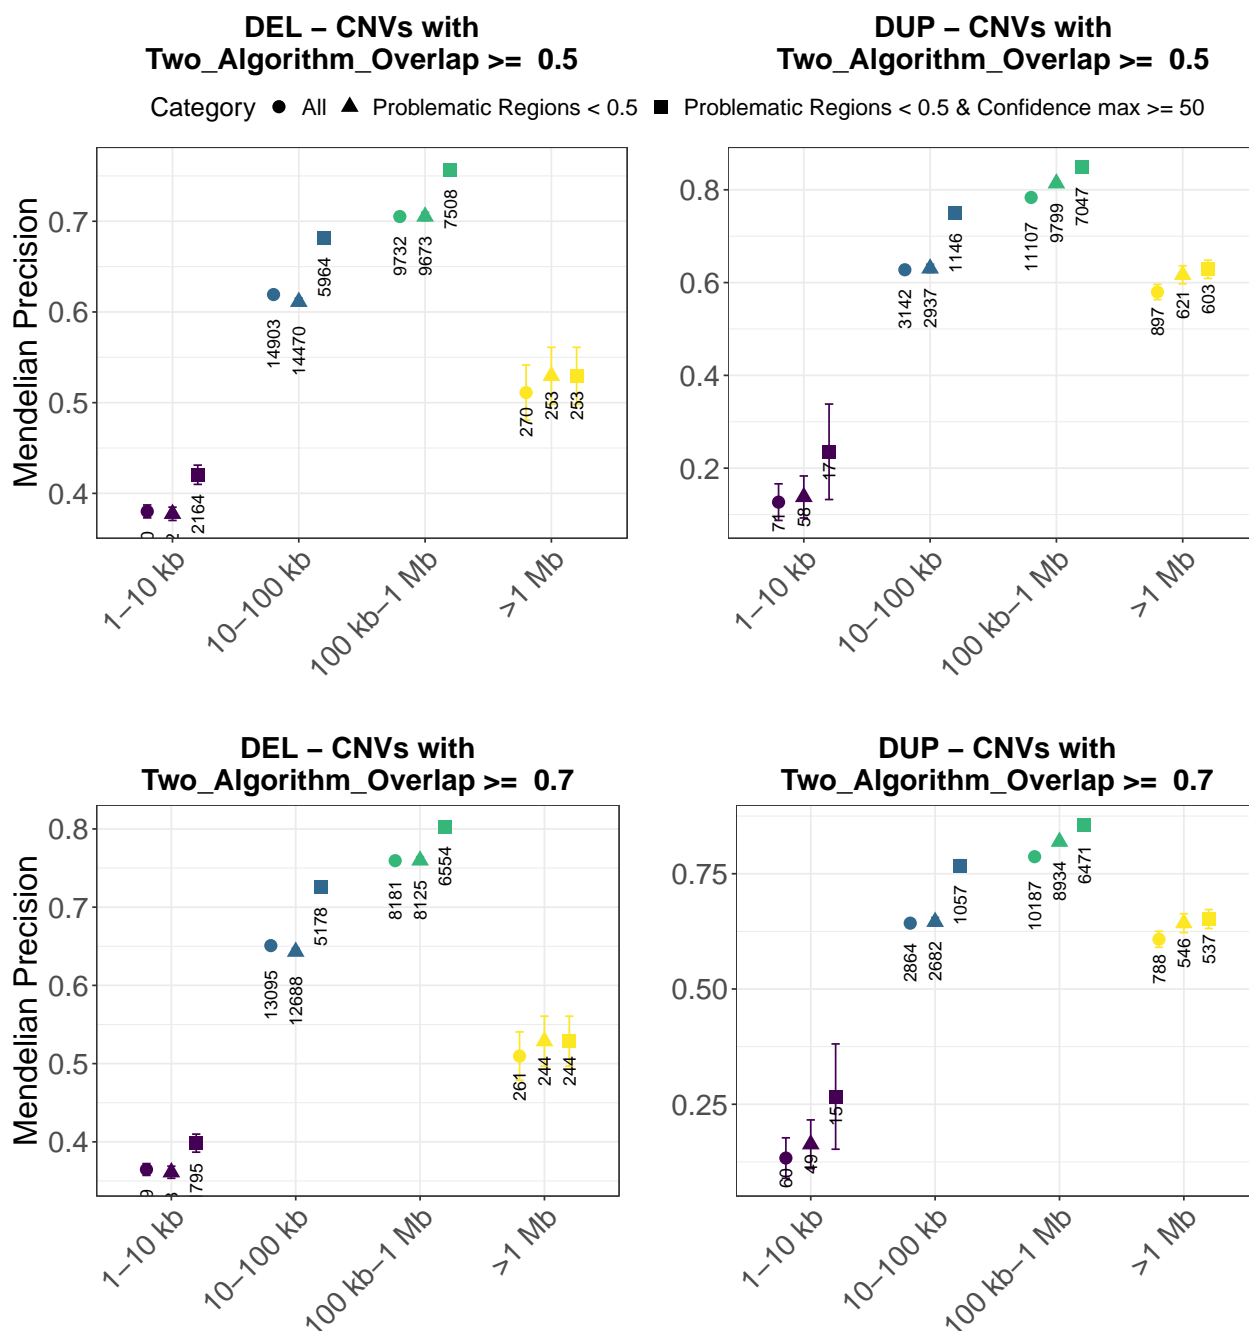 DEL – CNVs with
Two_Algorithm_Overlap >= 0.5
DUP – CNVs with
Two_Algorithm_Overlap >= 0.5
Category All Problematic Regions < 0.5 Problematic Regions < 0.5 & Confidence max >= 50
Mendelian Precision
0.7
0.6
0.5
0.4
2164
14903
14470
5964
9732
9673
7508
270
253
253
1–10 kb
10–100 kb
100 kb–1 Mb
>1 Mb
0.8
0.6
0.4
0.2
71
58
17
3142
2937
1146
11107
9799
7047
897
621
603
1–10 kb
10–100 kb
100 kb–1 Mb
>1 Mb
DEL – CNVs with
Two_Algorithm_Overlap >= 0.7
DUP – CNVs with
Two_Algorithm_Overlap >= 0.7
Mendelian Precision
0.8
0.7
0.6
0.5
0.4
13095
12688
5178
8181
8125
6554
261
244
244
1–10 kb
10–100 kb
100 kb–1 Mb
>1 Mb
0.75
0.50
0.25
60
49
15
2864
2682
1057
10187
8934
6471
788
546
537
1–10 kb
10–100 kb
100 kb–1 Mb
>1 Mb